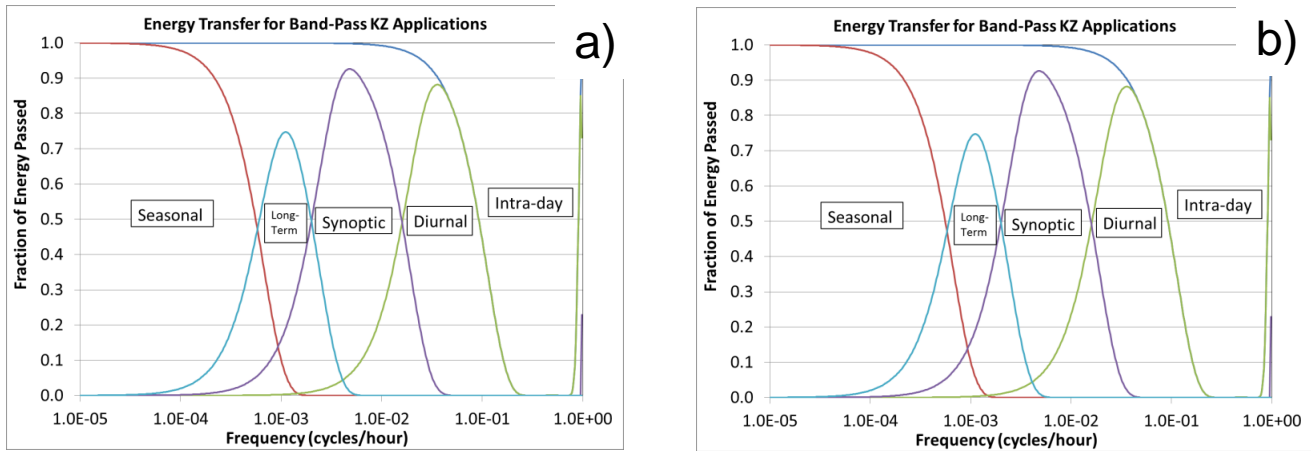 Energy Transfer for Band-Pass KZ Applications
a)
1.0
0.9
0.8
0.7
0.6
0.5
0.4
0.3
0.2
0.1
0.0
Fraction of Energy Passed
Seasonal
Long-
Term
Synoptic
Diurnal
Intra-day
1.0E-05
1.0E-04
1.0E-03
1.0E-02
1.0E-01
1.0E+00
Frequency (cycles/hour)
Energy Transfer for Band-Pass KZ Applications
b)
1.0
0.9
0.8
0.7
0.6
0.5
0.4
0.3
0.2
0.1
0.0
Fraction of Energy Passed
Seasonal
Long-
Term
Synoptic
Diurnal
Intra-day
1.0E-05
1.0E-04
1.0E-03
1.0E-02
1.0E-01
1.0E+00
Frequency (cycles/hour)